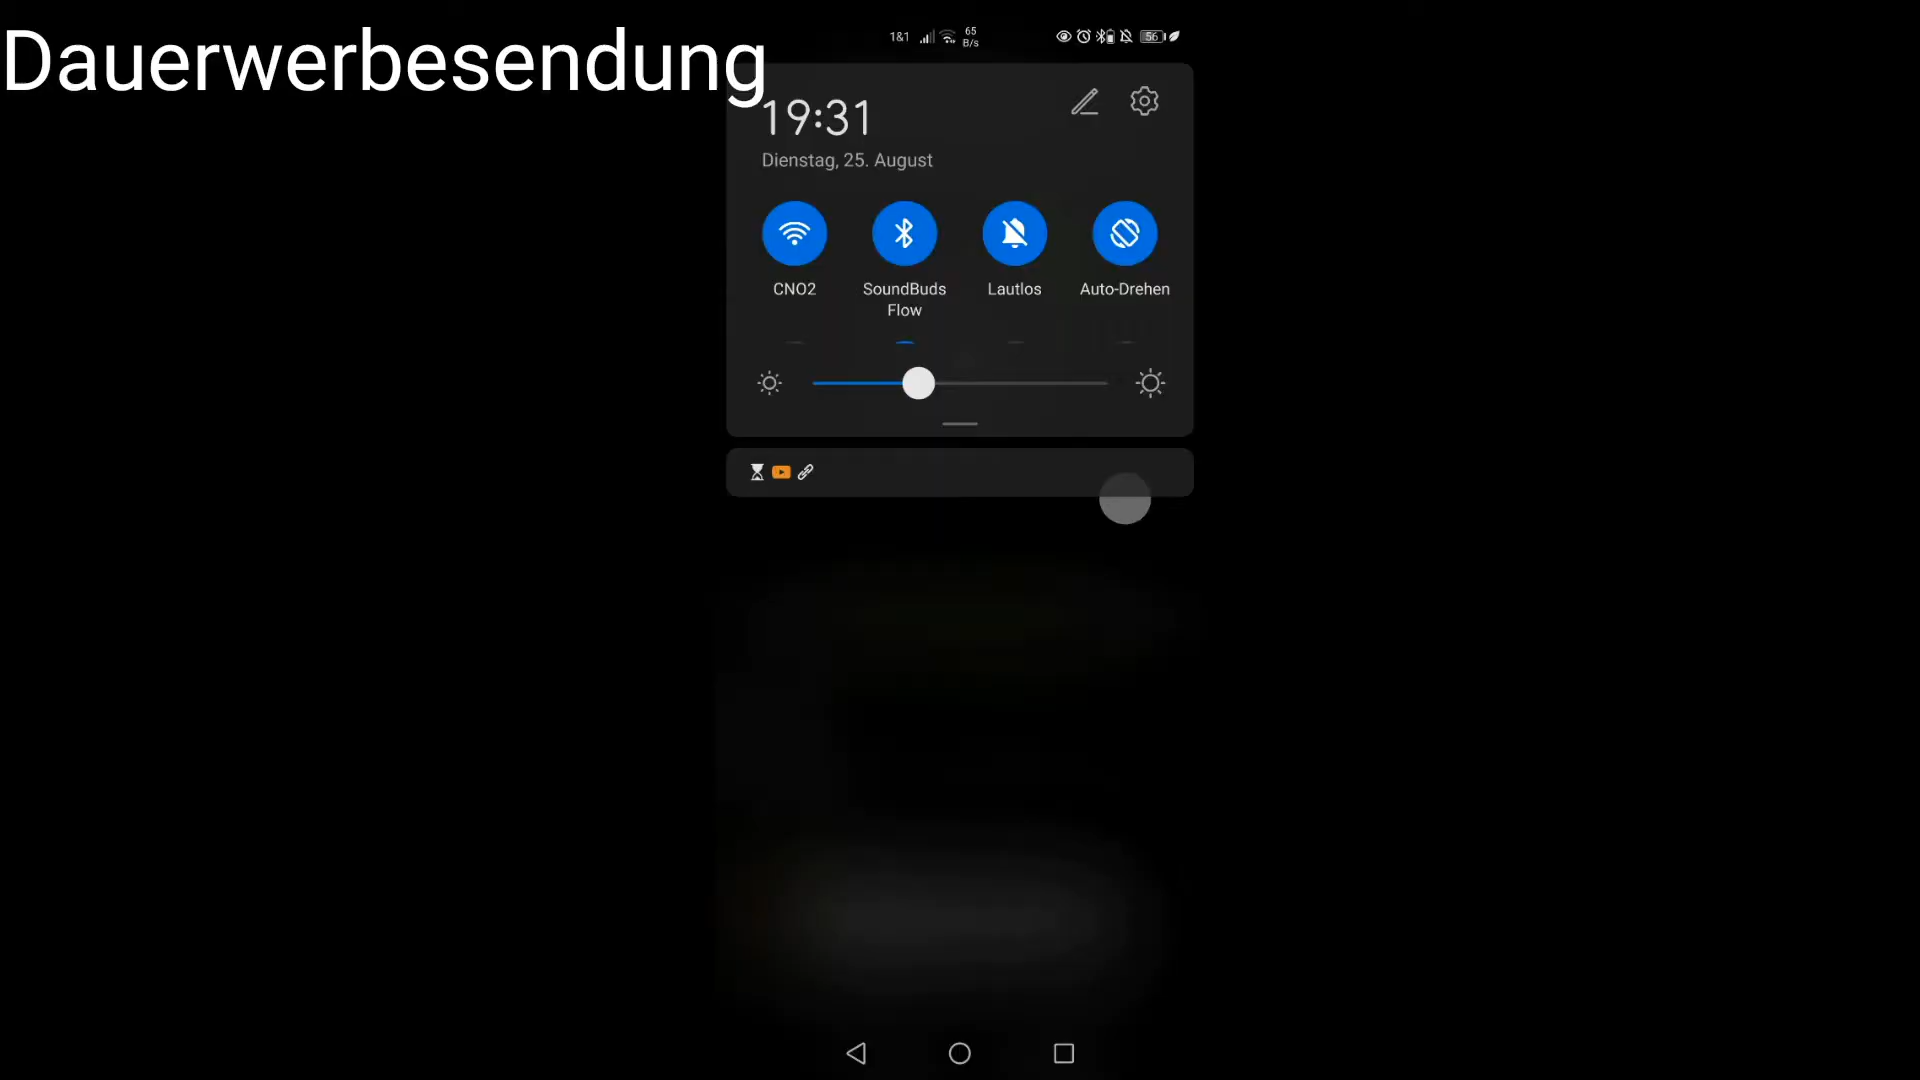 Dauerwerbesendung
1&1
65
B/s
56
19:31
Dienstag, 25. August
CNO2
SoundBuds
Flow
Lautlos
Auto-Drehen